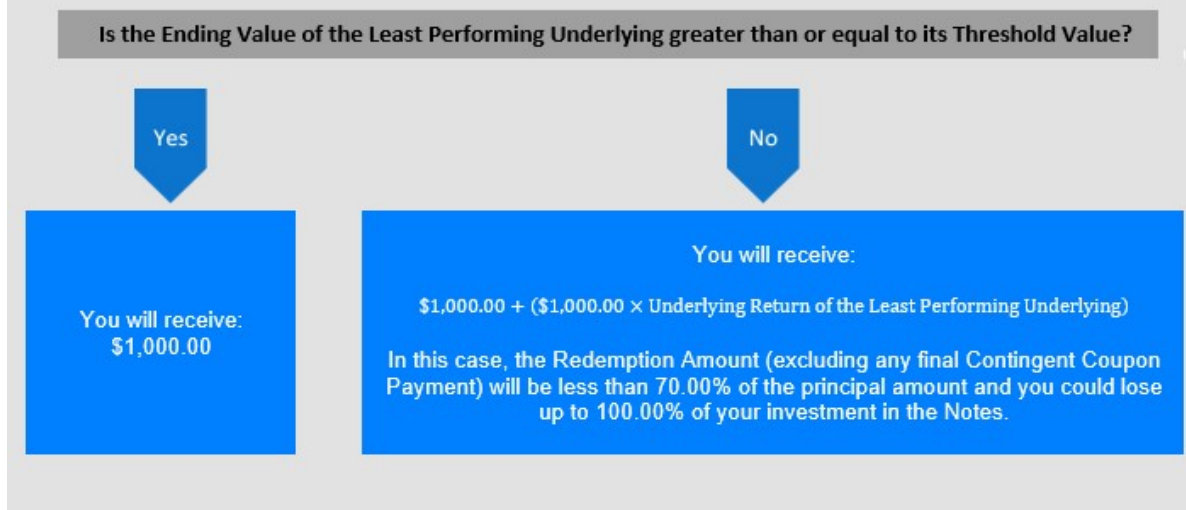 Is the Ending Value of the Least Performing Underlying greater than or equal to its Threshold Value?
Yes
No
You will receive:
$1,000.00
You will receive:
$1,000.00 + ($1,000.00 × Underlying Return of the Least Performing Underlying)
In this case, the Redemption Amount (excluding any final Contingent Coupon
Payment) will be less than 70.00% of the principal amount and you could lose
up to 100.00% of your investment in the Notes.